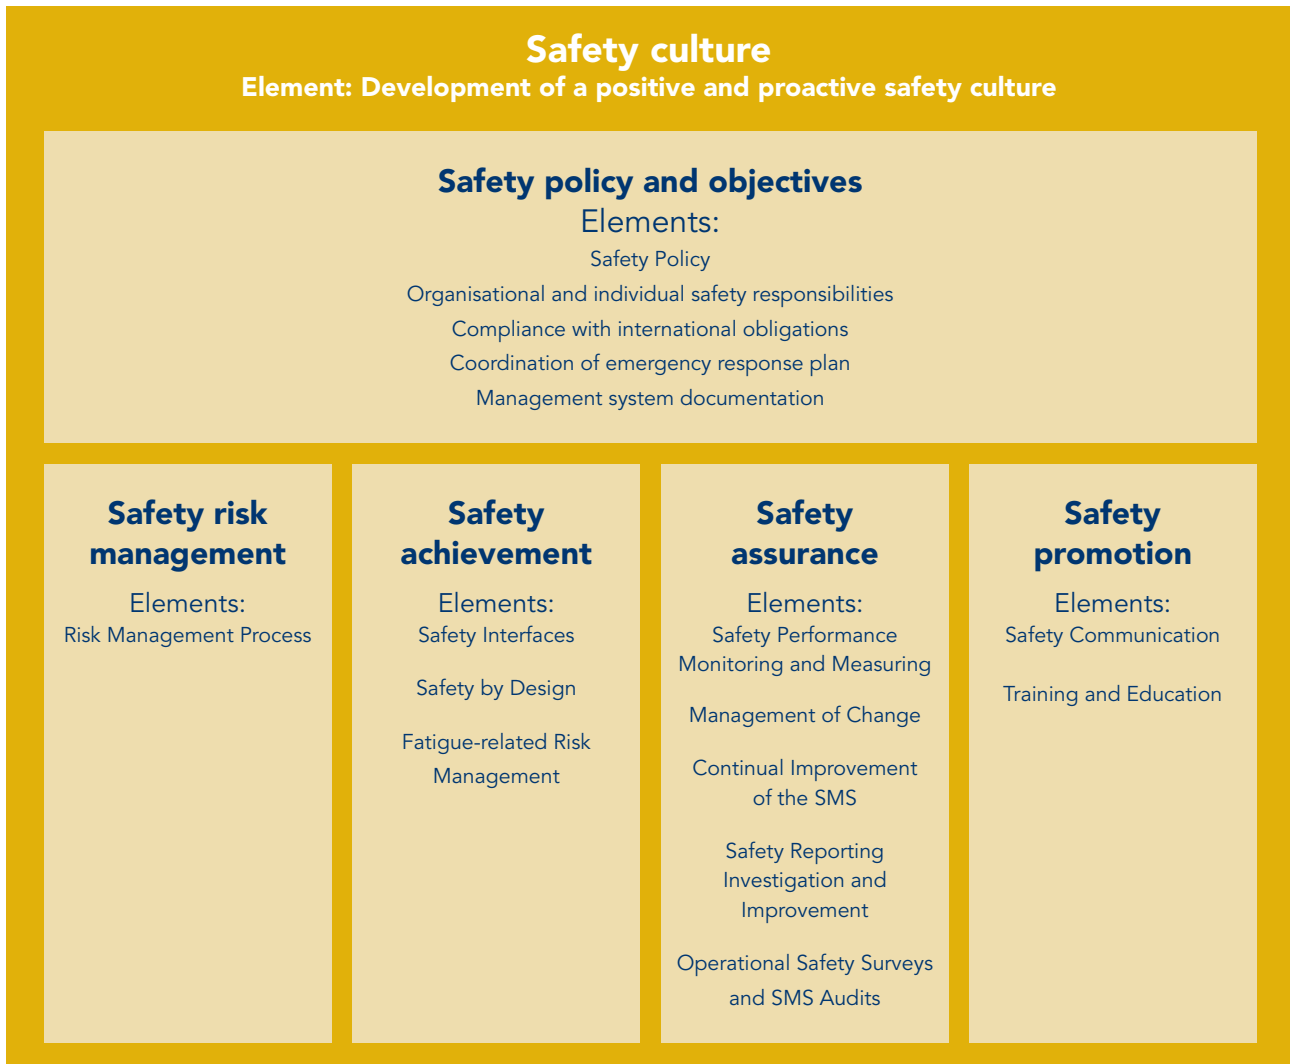 Safety culture
Element: Development of a positive and proactive safety culture
Safety policy and objectives
Elements:
Safety Policy
Organisational and individual safety responsibilities
Compliance with international obligations
Coordination of emergency response plan
Management system documentation
Safety risk
management
Elements:
Risk Management Process
Safety
achievement
Elements:
Safety Interfaces
Safety by Design
Fatigue-related Risk
Management
Safety
assurance
Elements:
Safety Performance
Monitoring and Measuring
Management of Change
Continual Improvement
of the SMS
Safety Reporting
Investigation and
Improvement
Operational Safety Surveys
and SMS Audits
Safety
promotion
Elements:
Safety Communication
Training and Education